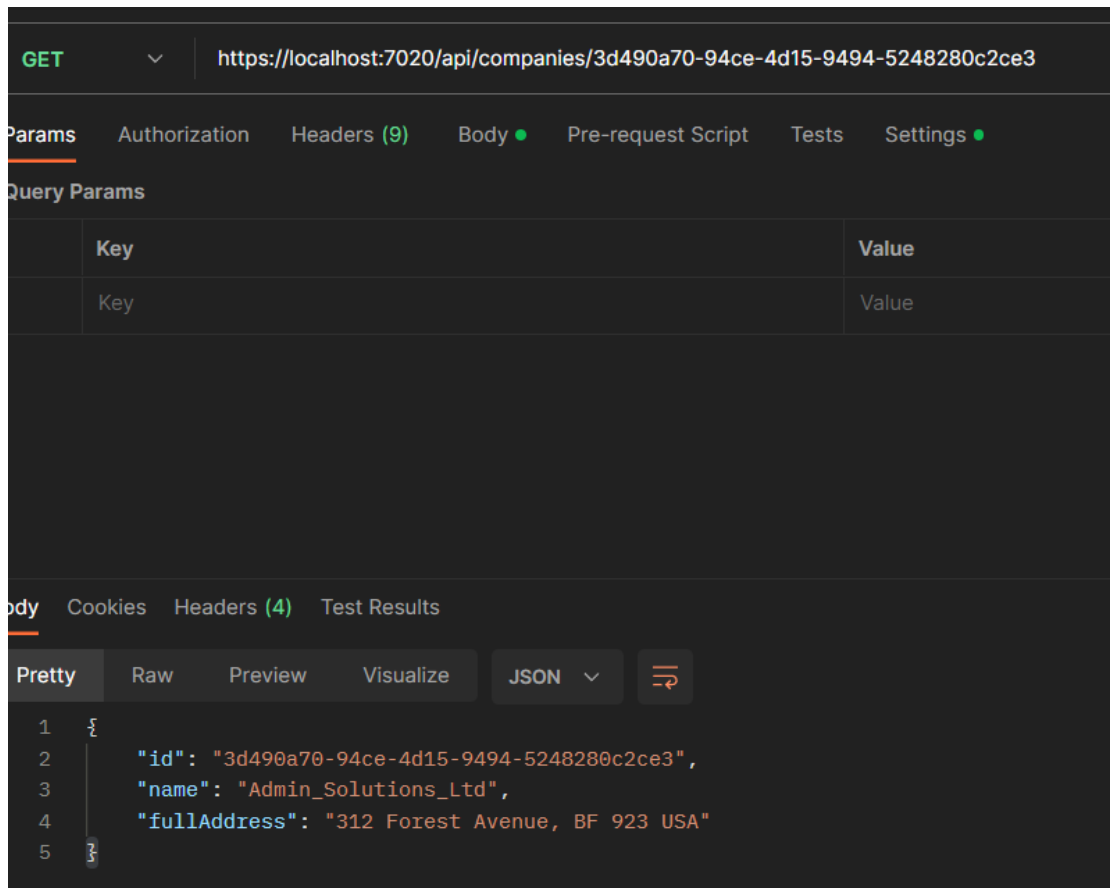 GET https://localhost:7020/api/companies/3d490a70-94ce-4d15-9494-5248280c2ce3
Params Authorization Headers (9) Body Pre-request Script Tests Settings
Query Params
Key Value
Key Value
ody Cookies Headers (4) Test Results
Pretty Raw Preview Visualize JSON
1 {
2 "id": "3d490a70-94ce-4d15-9494-5248280c2ce3",
3 "name": "Admin_Solutions_Ltd",
4 "fullAddress": "312 Forest Avenue, BF 923 USA"
5 }